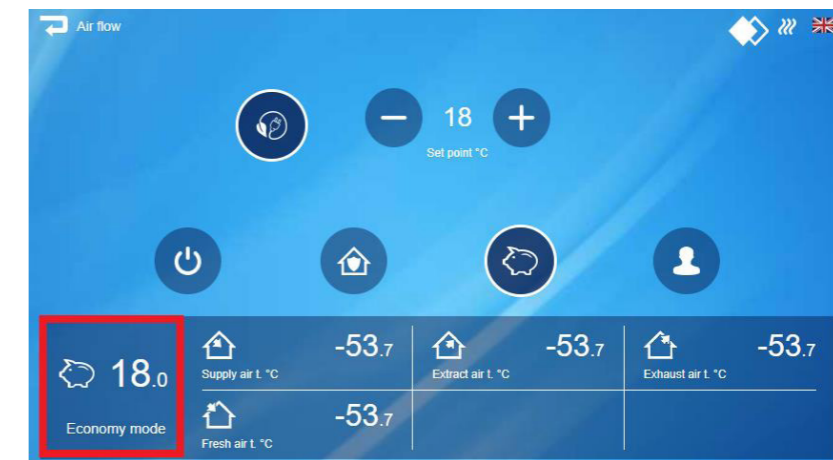 Air flow
18
Set point °C
18.0
Economy mode
-53.7
Supply air t. °C
-53.7
Extract air t. °C
-53.7
Exhaust air t. °C
-53.7
Fresh air t. °C